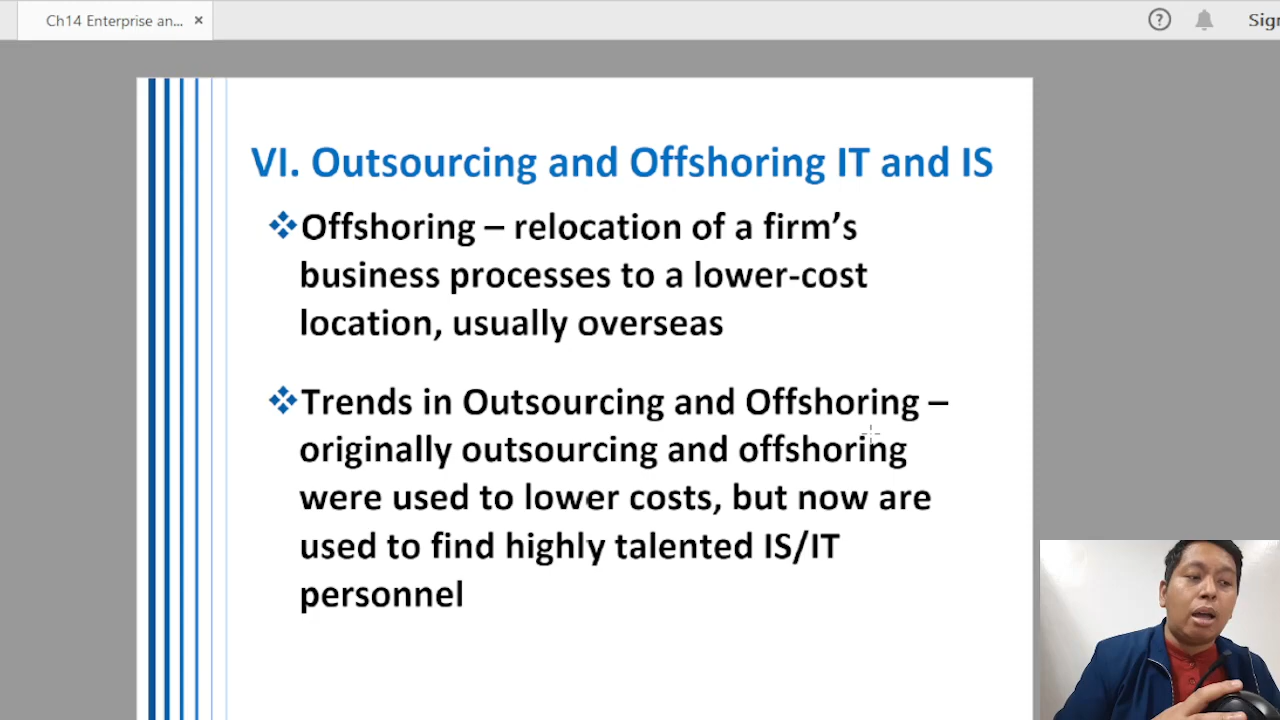 Ch14 Enterprise an...
Sign
VI. Outsourcing and Offshoring IT and IS
Offshoring – relocation of a firm’s
business processes to a lower-cost
location, usually overseas
Trends in Outsourcing and Offshoring –
originally outsourcing and offshoring
were used to lower costs, but now are
used to find highly talented IS/IT
personnel